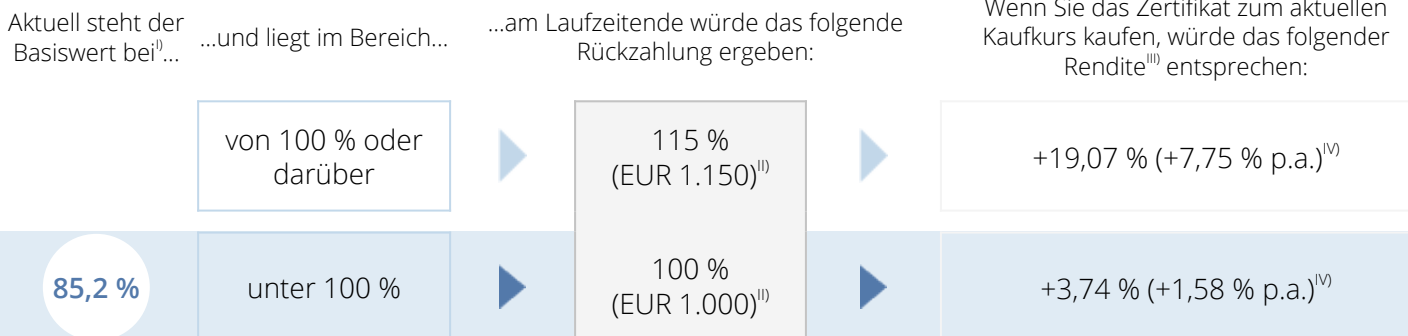 Aktuell steht der
Basiswert bei^I)...
...und liegt im Bereich...
...am Laufzeitende würde das folgende
Rückzahlung ergeben:
Wenn Sie das Zertifikat zum aktuellen
Kaufkurs kaufen, würde das folgender
Rendite^III) entsprechen:
von 100 % oder
darüber
115 %
(EUR 1.150)^II)
+19,07 % (+7,75 % p.a.)^IV)
85,2 %
unter 100 %
100 %
(EUR 1.000)^II)
+3,74 % (+1,58 % p.a.)^IV)